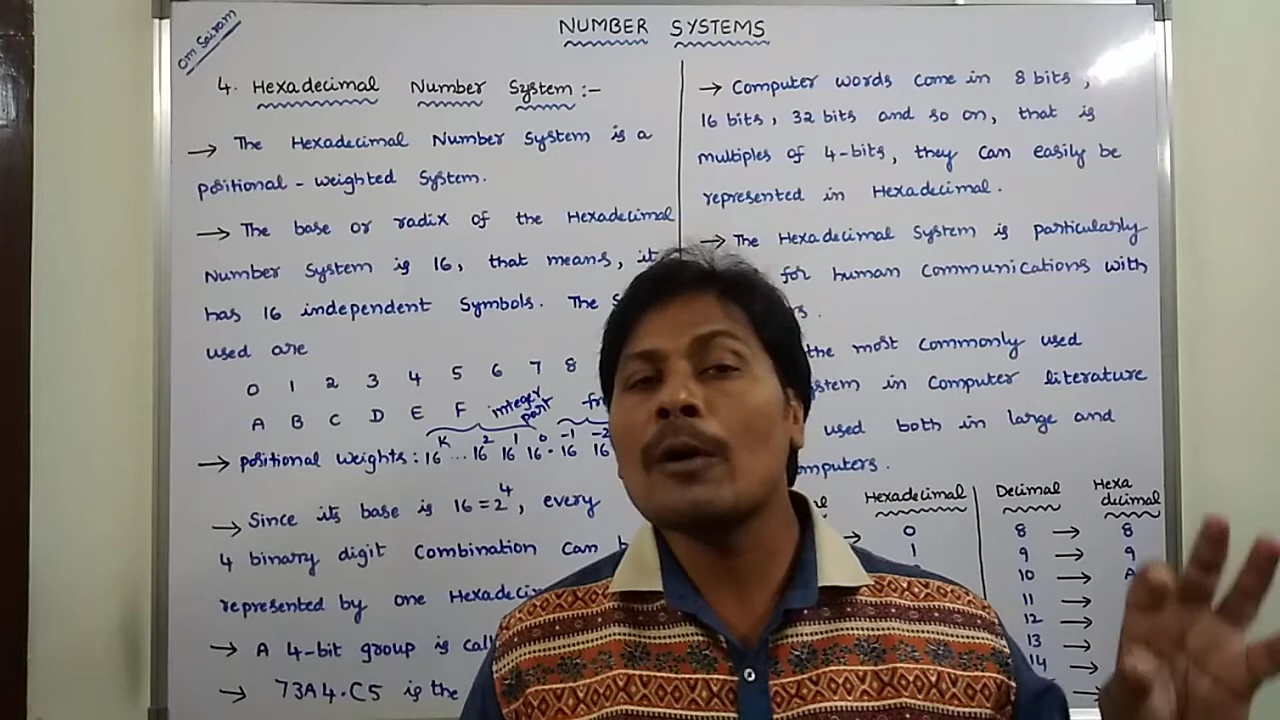 Om Sairam
NUMBER SYSTEMS
4. Hexadecimal Number System :-
→ The Hexadecimal Number System is a
positional - weighted System.
→ The base or radix of the Hexadecimal
Number System is 16, that means, it
has 16 independent Symbols. The
used are
0 1 2 3 4 5 6 7 8
A B C D E F
integer part
→ positional weights : 16^K ... 16^2 16^1 16^0 . 16^-1 16^-2
→ Since its base is 16 = 2^4, every
4 binary digit Combination can
represented by one
→ A 4-bit group is
→ 73A4.C5 is the
→ Computer words come in 8 bits,
16 bits, 32 bits and so on, that is
multiples of 4-bits, they can easily be
represented in Hexadecimal.
→ The Hexadecimal System is particularly
for human communications with
the most commonly used
in Computer literature
used both in large and
Hexadecimal
→ 0
1
Decimal Hexa decimal
8 → 8
9 → 9
10 → A
11 →
12 →
13
14 →
→